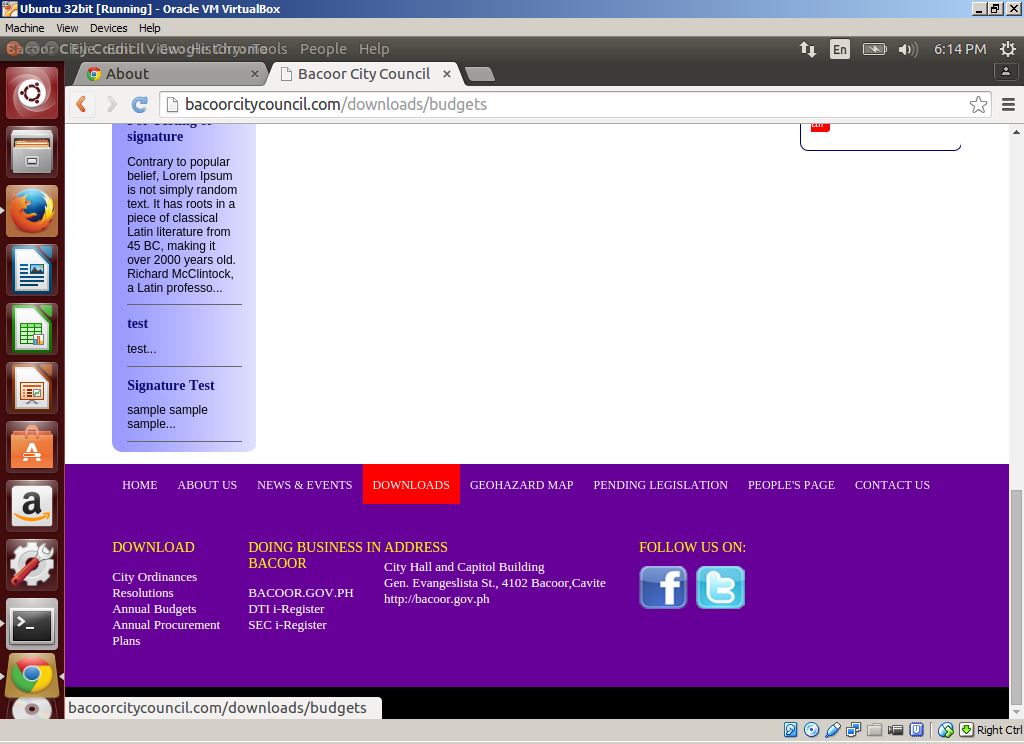 Ubuntu 32bit [Running] - Oracle VM VirtualBox
Machine View Devices Help
File Edit View History Tools People Help
En
6:14 PM
About
Bacoor City Council
bacoorcitycouncil.com/downloads/budgets
signature
Contrary to popular
belief, Lorem Ipsum
is not simply random
text. It has roots in a
piece of classical
Latin literature from
45 BC, making it
over 2000 years old.
Richard McClintock,
a Latin professo...
test
test...
Signature Test
sample sample
sample...
HOME ABOUT US NEWS & EVENTS DOWNLOADS GEOHAZARD MAP PENDING LEGISLATION PEOPLE'S PAGE CONTACT US
DOWNLOAD
City Ordinances
Resolutions
Annual Budgets
Annual Procurement
Plans
DOING BUSINESS IN
BACOOR
BACOOR.GOV.PH
DTI i-Register
SEC i-Register
ADDRESS
City Hall and Capitol Building
Gen. Evangeslista St., 4102 Bacoor,Cavite
http://bacoor.gov.ph
FOLLOW US ON:
bacoorcitycouncil.com/downloads/budgets
Right Ctrl